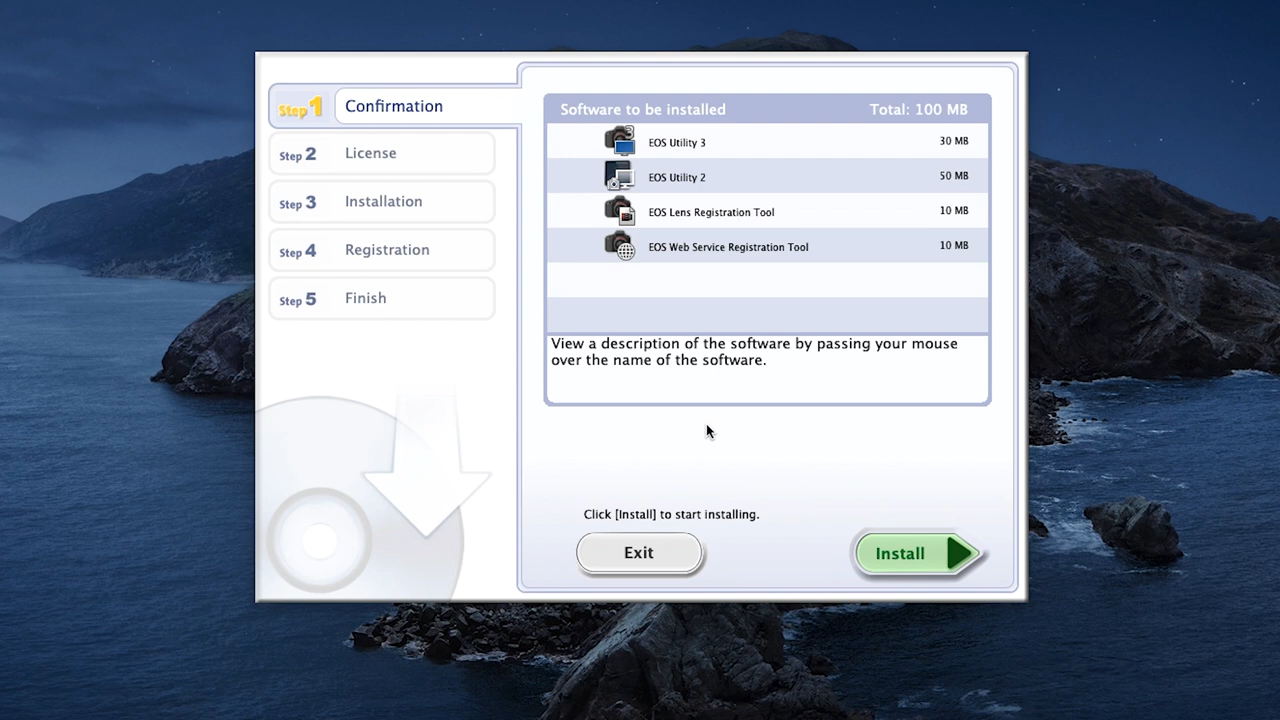 Step 1 Confirmation
Step 2 License
Step 3 Installation
Step 4 Registration
Step 5 Finish
Software to be installed Total: 100 MB
EOS Utility 3 30 MB
EOS Utility 2 50 MB
EOS Lens Registration Tool 10 MB
EOS Web Service Registration Tool 10 MB
View a description of the software by passing your mouse
over the name of the software.
Click [Install] to start installing.
Exit Install